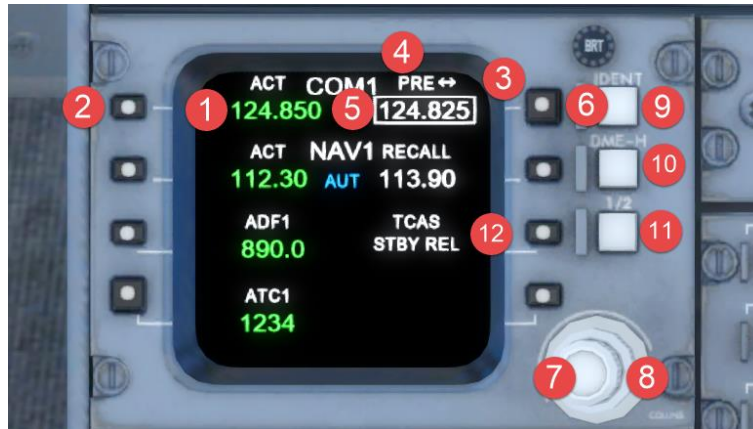 4
BRT
ACT COM1 PRE ↔ 3 IDENT
2 1 124.850 5 124.825 6 9
ACT NAV1 RECALL DME-H
112.30 AUT 113.90 10
ADF1 TCAS 1/2
890.0 STBY REL 12 11
ATC1
1234
7 8
COLLINS